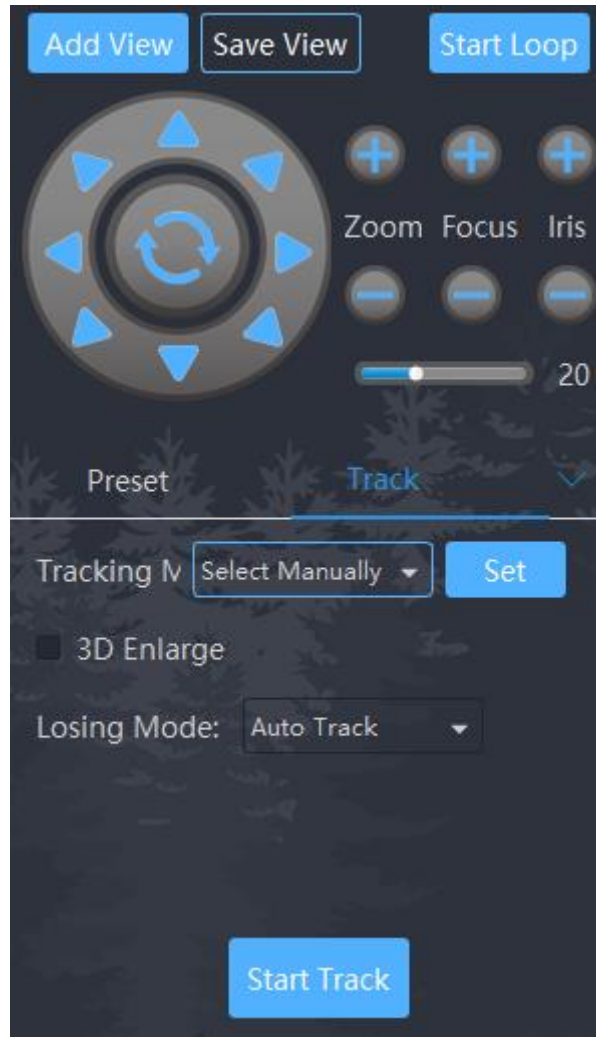 Add View Save View Start Loop
Zoom Focus Iris
20
Preset Track
Tracking M Select Manually Set
3D Enlarge
Losing Mode: Auto Track
Start Track